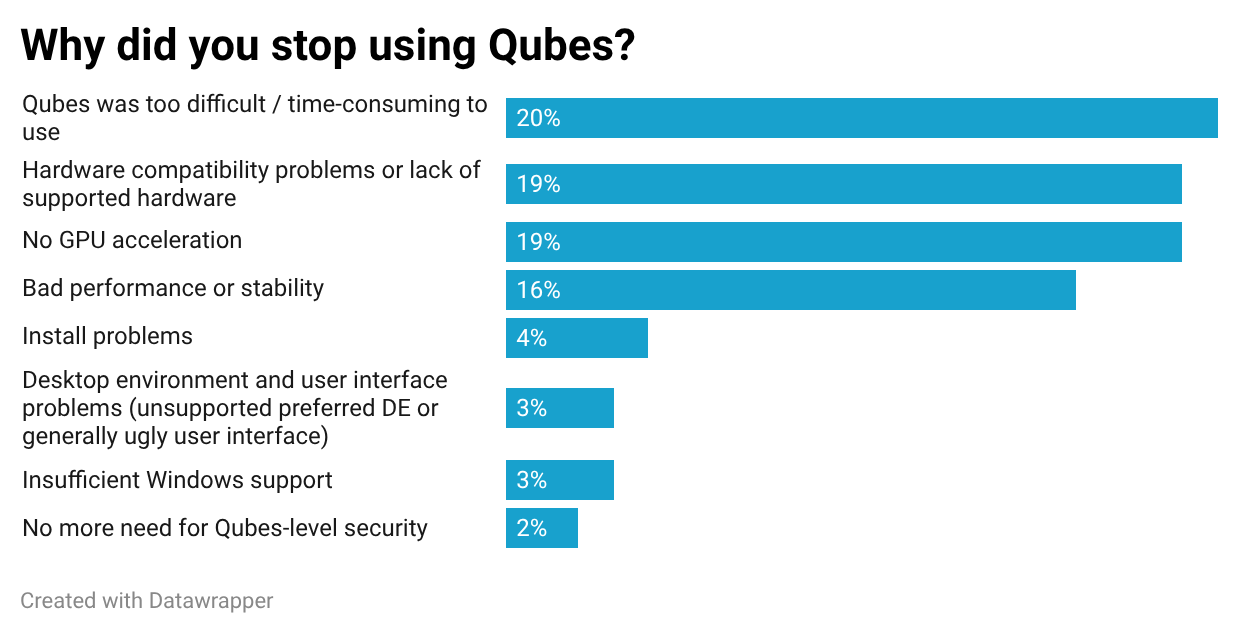 Why did you stop using Qubes?
Qubes was too difficult / time-consuming to
use
20%
Hardware compatibility problems or lack of
supported hardware
19%
No GPU acceleration
19%
Bad performance or stability
16%
Install problems
4%
Desktop environment and user interface
problems (unsupported preferred DE or
generally ugly user interface)
3%
Insufficient Windows support
3%
No more need for Qubes-level security
2%
Created with Datawrapper